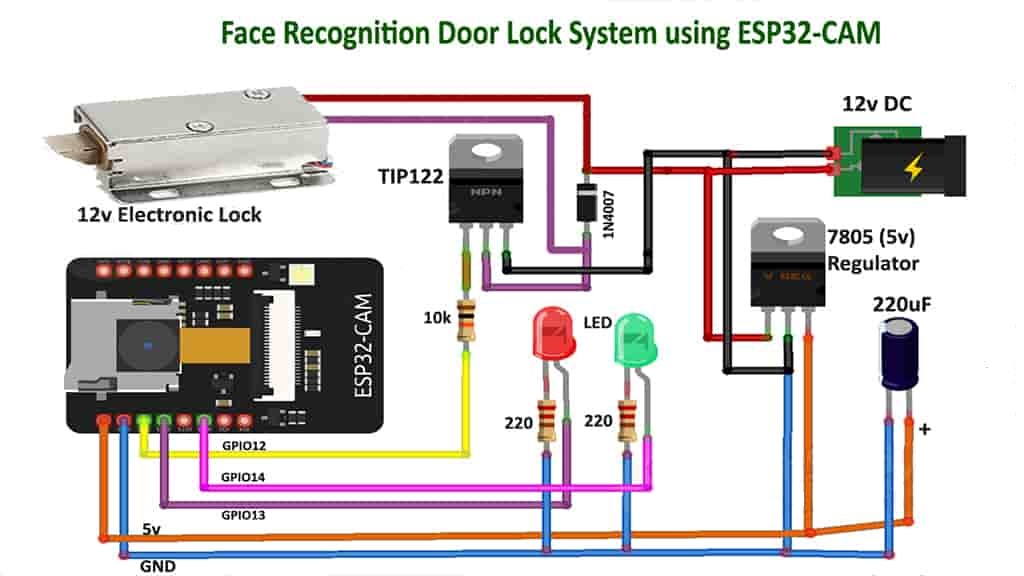 Face Recognition Door Lock System using ESP32-CAM
12v DC
TIP122
NPN
12v Electronic Lock
1N4007
7805 (5v)
Regulator
220uF
ESP32-CAM
10k
LED
220
220
+
GPIO12
GPIO14
GPIO13
5v
GND